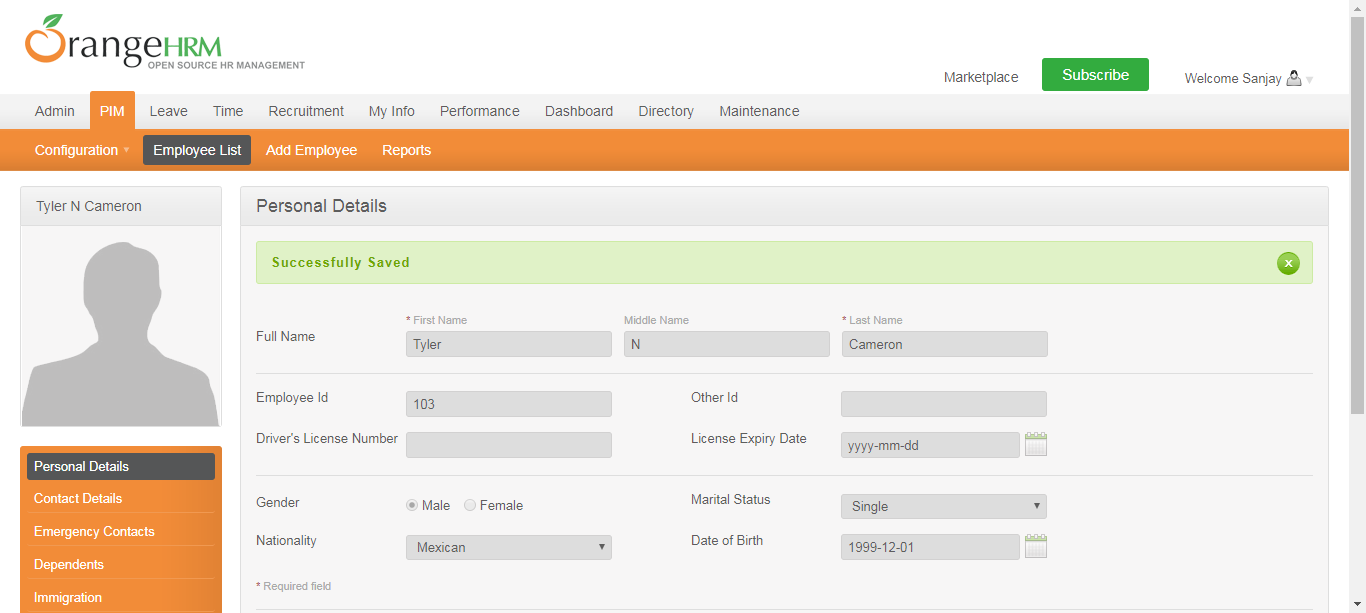 OrangeHRM
OPEN SOURCE HR MANAGEMENT
Marketplace Subscribe Welcome Sanjay
Admin PIM Leave Time Recruitment My Info Performance Dashboard Directory Maintenance
Configuration Employee List Add Employee Reports
Tyler N Cameron
Personal Details
Successfully Saved x
* First Name Middle Name * Last Name
Full Name
Tyler N Cameron
Employee Id 103 Other Id
Driver's License Number License Expiry Date yyyy-mm-dd
Gender Male Female Marital Status Single
Nationality Mexican Date of Birth 1999-12-01
* Required field
Personal Details
Contact Details
Emergency Contacts
Dependents
Immigration